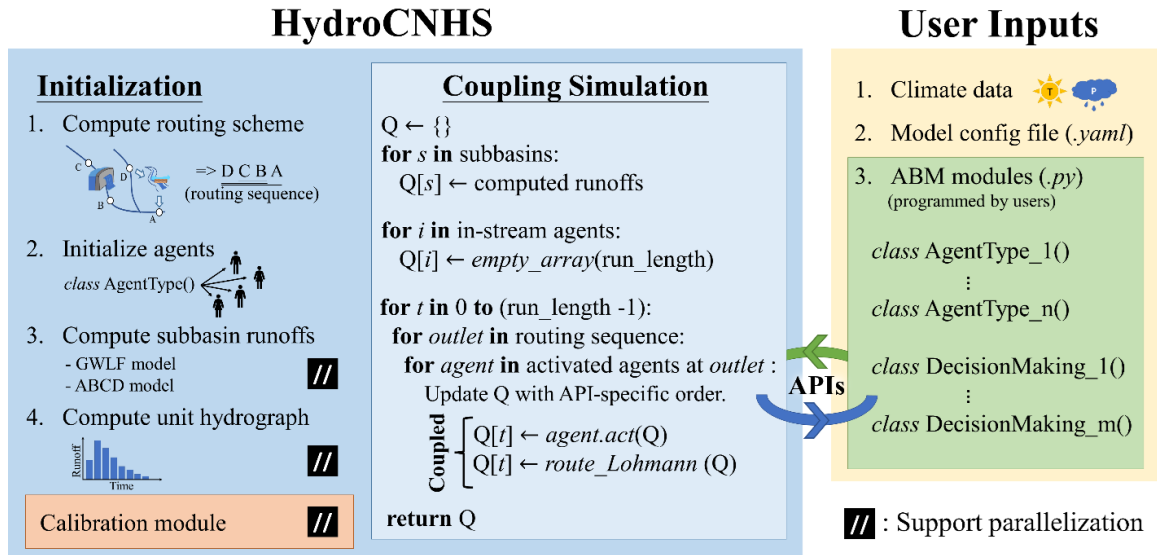 HydroCNHS
Initialization
1. Compute routing scheme
C
D
B
A
=> D C B A
(routing sequence)
2. Initialize agents
class AgentType()
3. Compute subbasin runoffs
- GWLF model
- ABCD model
//
4. Compute unit hydrograph
Runoff
Time
//
Calibration module
//
Coupling Simulation
Q ← {}
for s in subbasins:
Q[s] ← computed runoffs
for i in in-stream agents:
Q[i] ← empty_array(run_length)
for t in 0 to (run_length -1):
for outlet in routing sequence:
for agent in activated agents at outlet :
Update Q with API-specific order.
Coupled
Q[t] ← agent.act(Q)
Q[t] ← route_Lohmann (Q)
return Q
APIs
User Inputs
1. Climate data
T
P
2. Model config file (.yaml)
3. ABM modules (.py)
(programmed by users)
class AgentType_1()
⋮
class AgentType_n()
class DecisionMaking_1()
⋮
class DecisionMaking_m()
// : Support parallelization